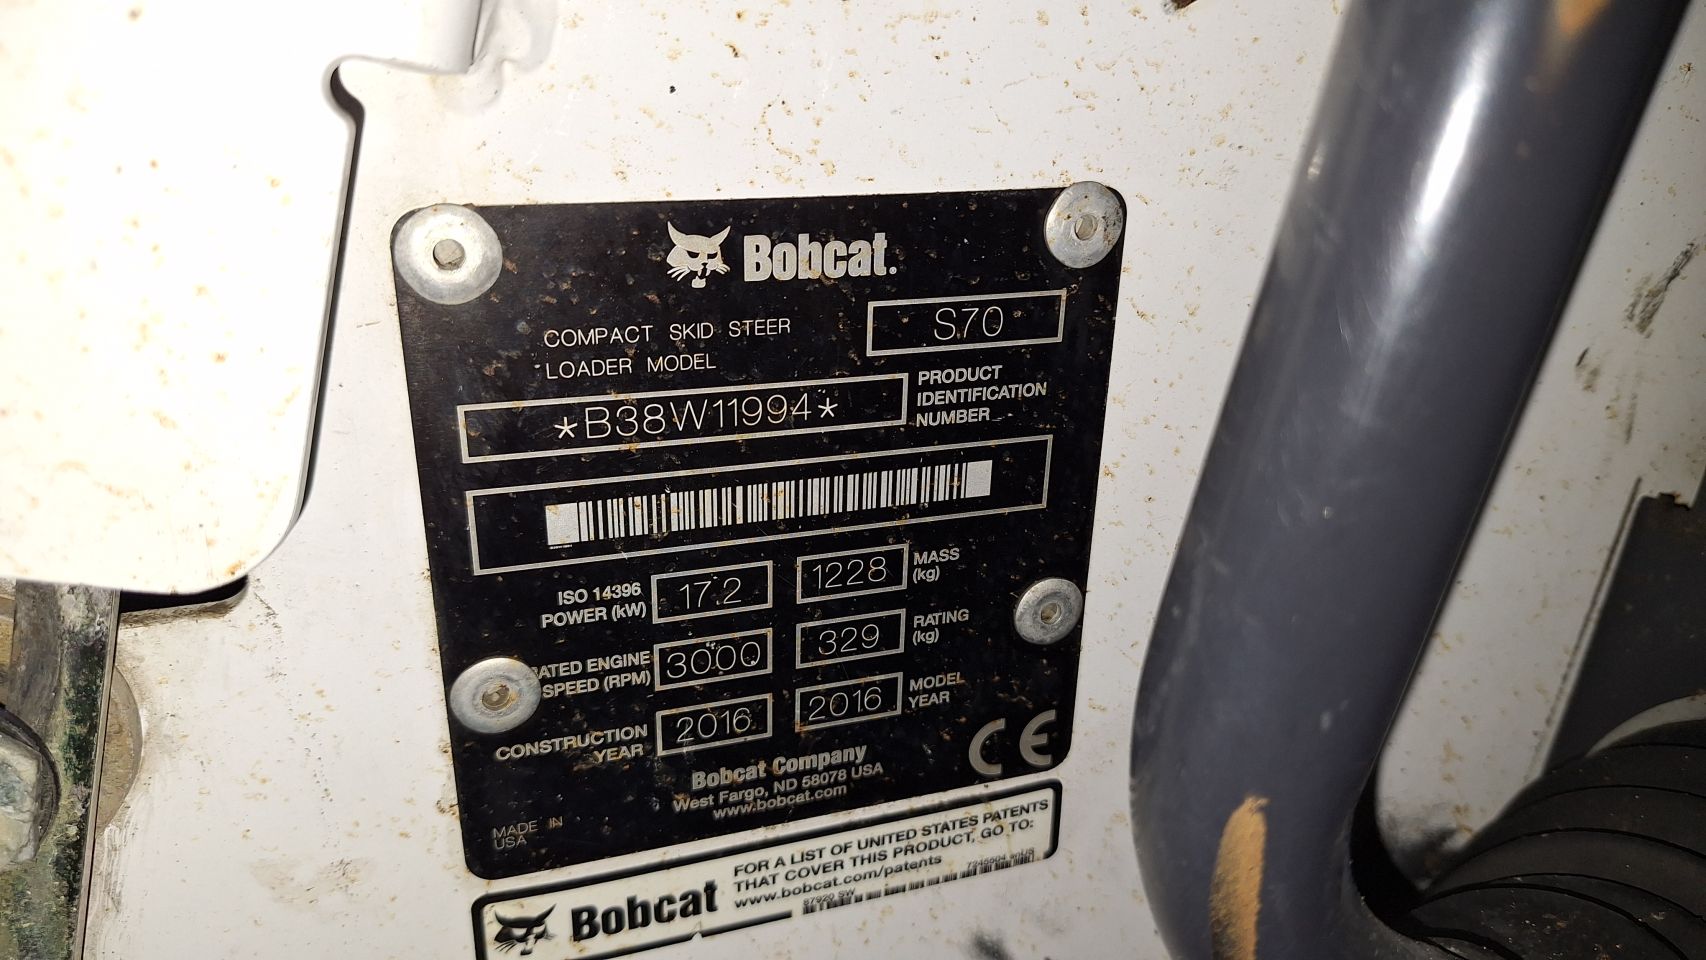 Bobcat.
COMPACT SKID STEER
LOADER MODEL
S70
*B38W11994*
PRODUCT
IDENTIFICATION
NUMBER
ISO 14396
POWER (kW)
17.2
1228
MASS
(kg)
RATED ENGINE
SPEED (RPM)
3000
329
RATING
(kg)
CONSTRUCTION
YEAR
2016
2016
MODEL
YEAR
Bobcat Company
West Fargo, ND 58078 USA
www.bobcat.com
CE
MADE IN
USA
Bobcat
FOR A LIST OF UNITED STATES PATENTS
THAT COVER THIS PRODUCT, GO TO:
www.bobcat.com/patents